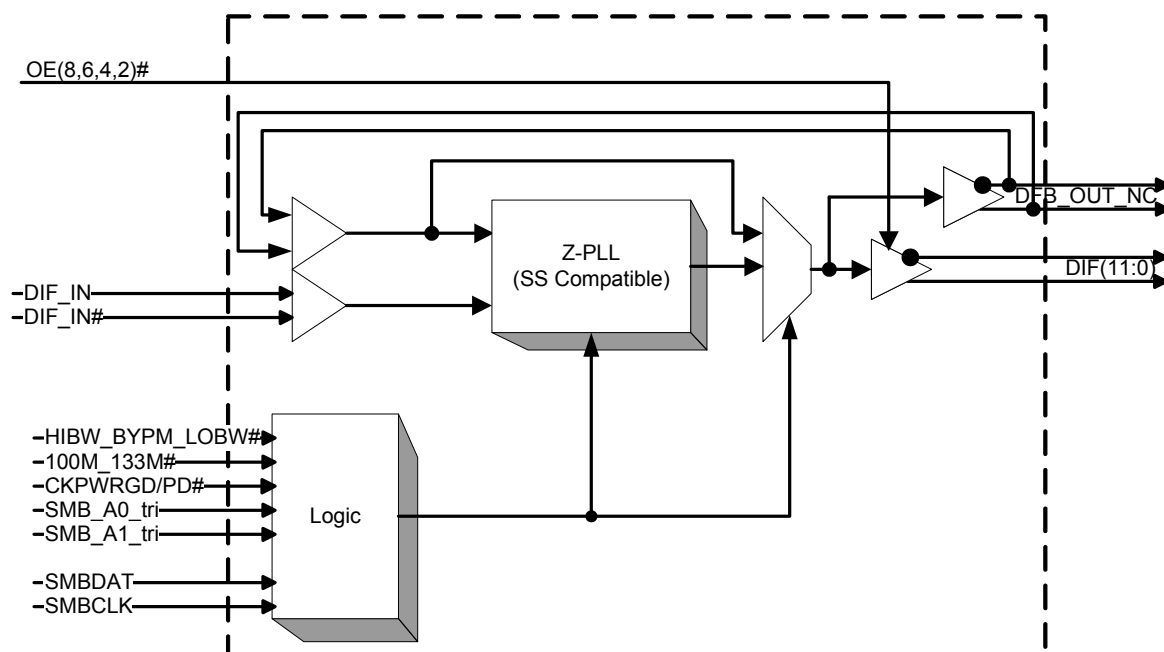 OE(8,6,4,2)#
DFB_OUT_NC
Z-PLL
(SS Compatible)
DIF(11:0)
DIF_IN
DIF_IN#
HIBW_BYPM_LOBW#
100M_133M#
CKPWRGD/PD#
SMB_A0_tri
SMB_A1_tri
Logic
SMBDAT
SMBCLK